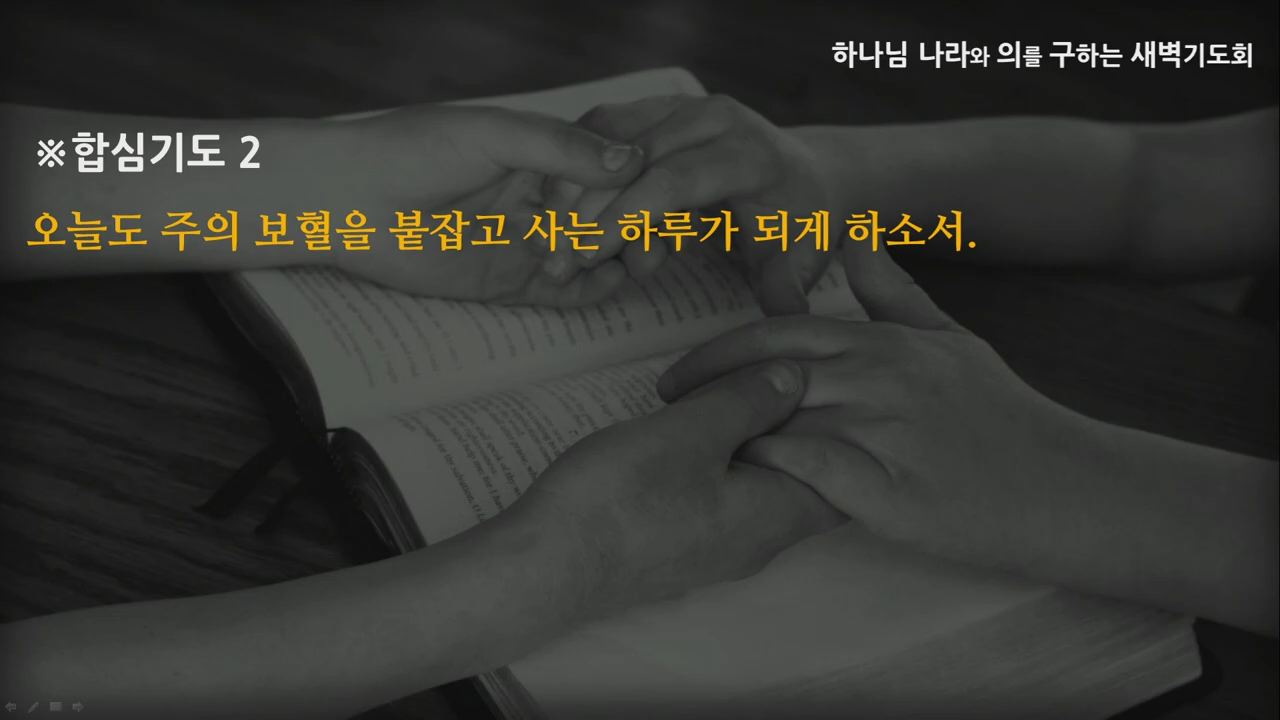 하나님 나라와 의를 구하는 새벽기도회
※합심기도 2
오늘도 주의 보혈을 붙잡고 사는 하루가 되게 하소서.